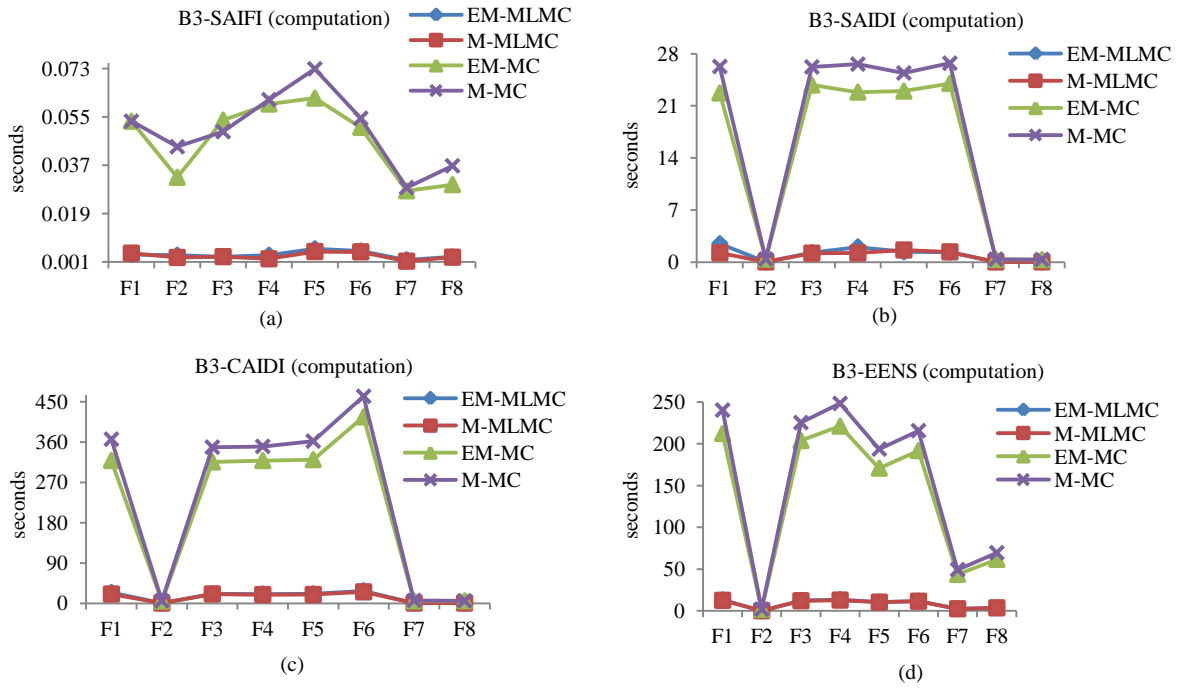 B3-SAIFI (computation)
EM-MLMC
M-MLMC
EM-MC
M-MC
seconds
0.073
0.055
0.037
0.019
0.001
F1 F2 F3 F4 F5 F6 F7 F8
(a)
B3-SAIDI (computation)
EM-MLMC
M-MLMC
EM-MC
M-MC
seconds
28
21
14
7
0
F1 F2 F3 F4 F5 F6 F7 F8
(b)
B3-CAIDI (computation)
EM-MLMC
M-MLMC
EM-MC
M-MC
seconds
450
360
270
180
90
0
F1 F2 F3 F4 F5 F6 F7 F8
(c)
B3-EENS (computation)
EM-MLMC
M-MLMC
EM-MC
M-MC
seconds
250
200
150
100
50
0
F1 F2 F3 F4 F5 F6 F7 F8
(d)